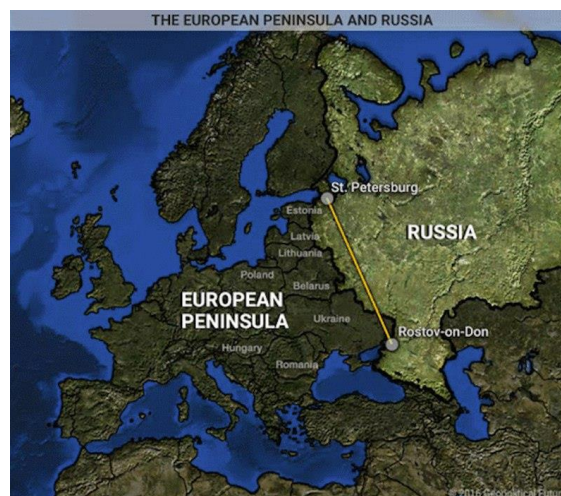 THE EUROPEAN PENINSULA AND RUSSIA
St. Petersburg
Estonia
RUSSIA
Latvia
Lithuania
Poland
Belarus
EUROPEAN
PENINSULA
Ukraine
Rostov-on-Don
Hungary
Romania